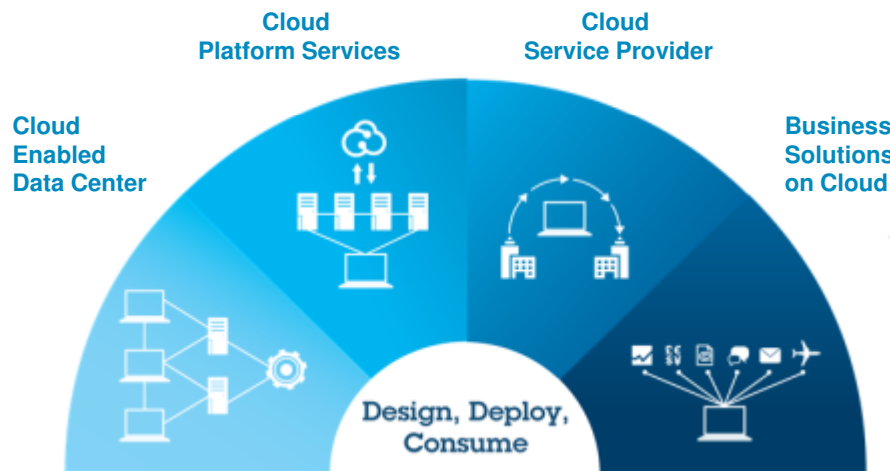 Cloud
Platform Services
Cloud
Service Provider
Cloud
Enabled
Data Center
Business
Solutions
on Cloud
Design, Deploy,
Consume